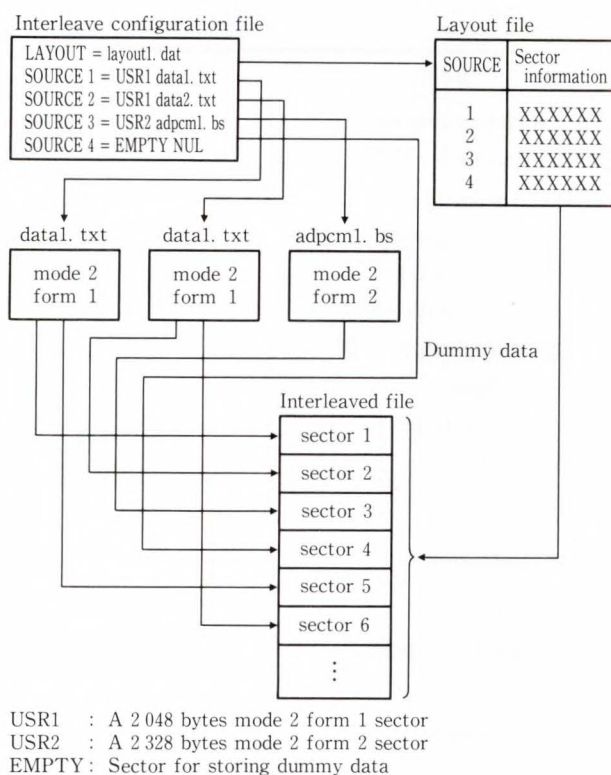 Interleave configuration file
LAYOUT = layout1. dat
SOURCE 1 = USR1 data1. txt
SOURCE 2 = USR1 data2. txt
SOURCE 3 = USR2 adpcm1. bs
SOURCE 4 = EMPTY NUL
Layout file
SOURCE Sector information
1 XXXXXX
2 XXXXXX
3 XXXXXX
4 XXXXXX
data1. txt
data1. txt
adpcm1. bs
mode 2
form 1
mode 2
form 1
mode 2
form 2
Dummy data
Interleaved file
sector 1
sector 2
sector 3
sector 4
sector 5
sector 6
⋮
USR1 : A 2 048 bytes mode 2 form 1 sector
USR2 : A 2 328 bytes mode 2 form 2 sector
EMPTY : Sector for storing dummy data